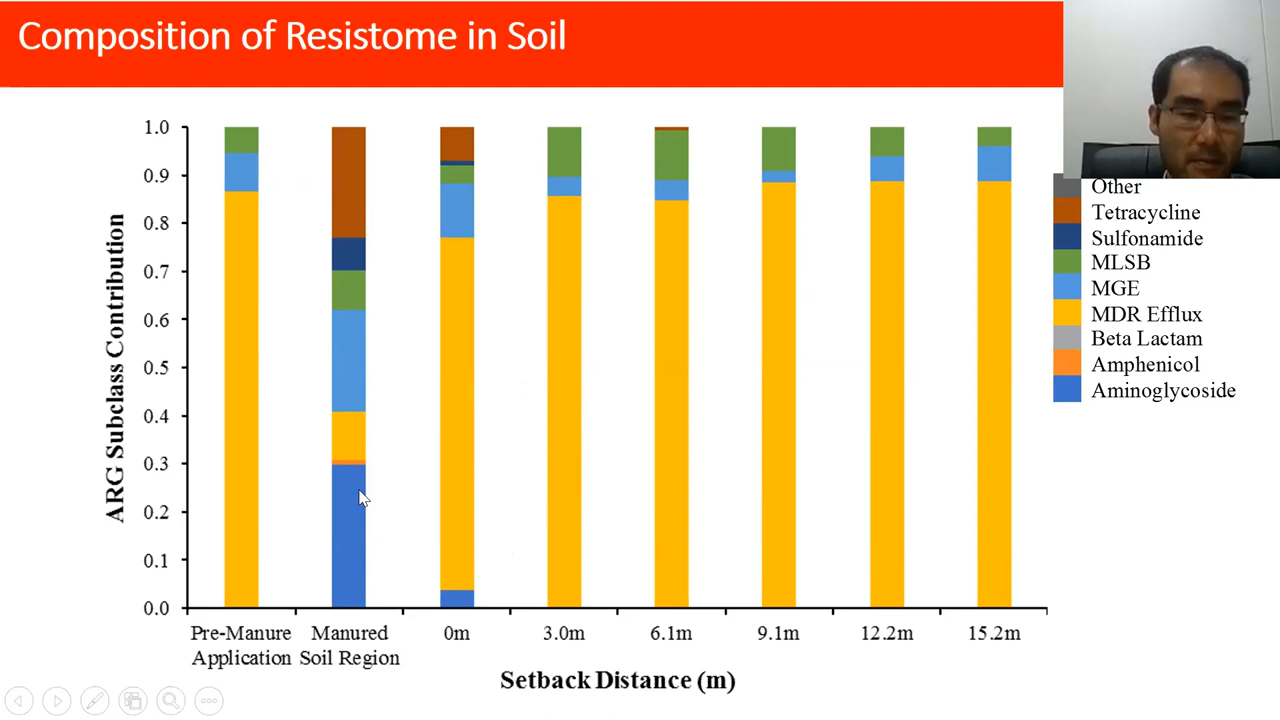 Composition of Resistome in Soil
1.0
0.9
0.8
0.7
0.6
0.5
0.4
0.3
0.2
0.1
0.0
ARG Subclass Contribution
Pre-Manure
Application
Manured
Soil Region
0m
3.0m
6.1m
9.1m
12.2m
15.2m
Setback Distance (m)
Other
Tetracycline
Sulfonamide
MLSB
MGE
MDR Efflux
Beta Lactam
Amphenicol
Aminoglycoside